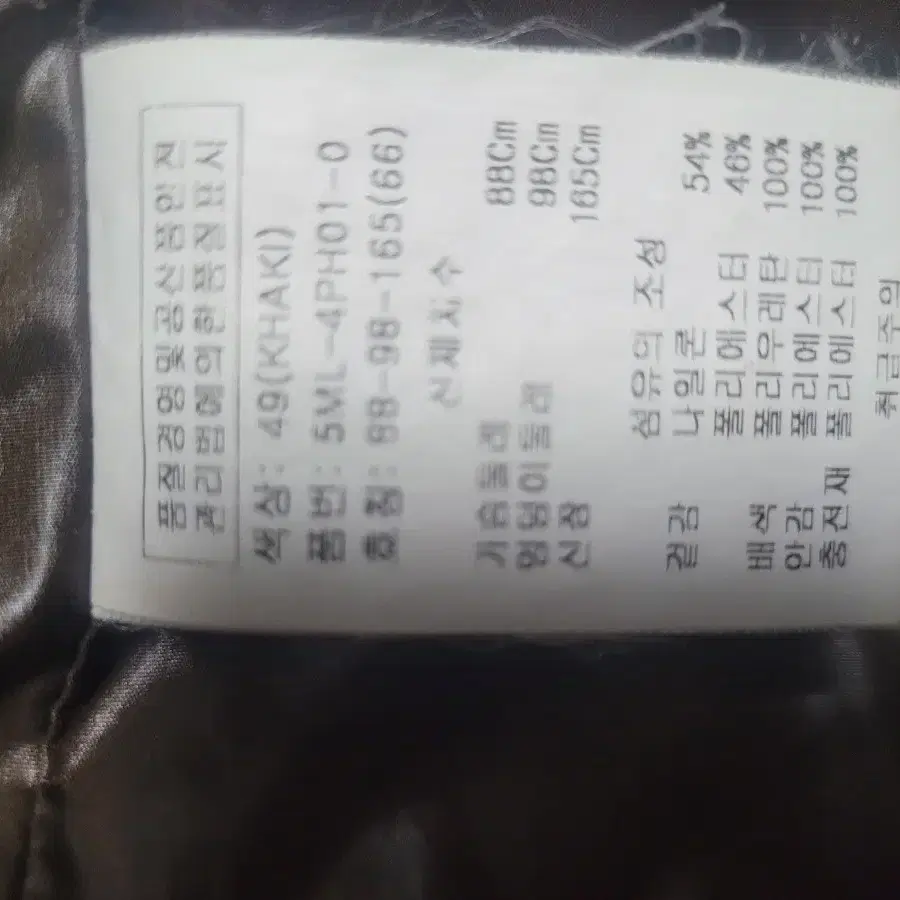 품질경영 및 공산품안전
관리법에 의한 품질표시
색상: 49(KHAKI)
품번: 5ML-4PH01-0
호칭: 88-98-165(66)
신체치수
가슴둘레 88Cm
엉덩이둘레 98Cm
신장 165Cm
섬유의 조성
겉감 나일론 54%
폴리에스터 46%
배색 폴리우레탄 100%
안감 폴리에스터 100%
충전재 폴리에스터 100%
취급주의